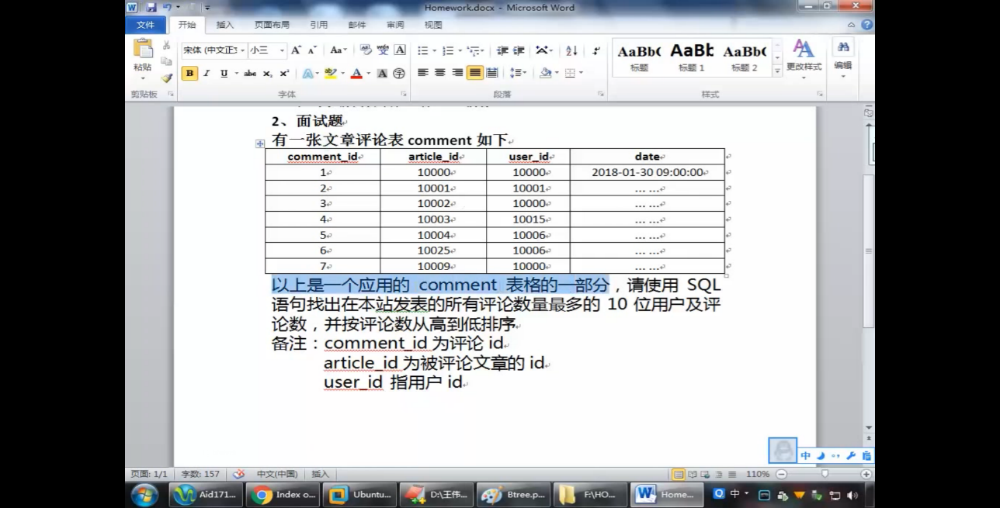 Homework.docx - Microsoft Word
文件 开始 插入 页面布局 引用 邮件 审阅 视图
宋体 (中文正 小三
粘贴
AaBb( AaBb AaBb(
标题 标题 1 标题 2
更改样式 编辑
剪贴板 字体 段落 样式
2、面试题
有一张文章评论表 comment 如下
comment_id article_id user_id date
1 10000 10000 2018-01-30 09:00:00
2 10001 10001 ... ...
3 10002 10000 ... ...
4 10003 10015 ... ...
5 10004 10006 ... ...
6 10025 10006 ... ...
7 10009 10000 ... ...
以上是一个应用的 comment 表格的一部分，请使用 SQL
语句找出在本站发表的所有评论数量最多的 10 位用户及评
论数，并按评论数从高到低排序
备注：comment_id 为评论 id
article_id 为被评论文章的 id
user_id 指用户 id
中
页面: 1/1 字数: 157 中文(中国) 插入 110%
Aid171... Index o... Ubuntu... D:\王伟... Btree.p... F:\HO... Home... 中